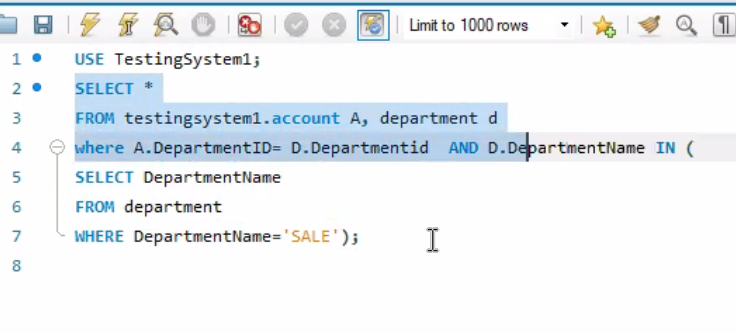 Limit to 1000 rows
1 USE TestingSystem1;
2 SELECT *
3 FROM testingsystem1.account A, department d
4 where A.DepartmentID= D.Departmentid  AND D.DepartmentName IN (
5 SELECT DepartmentName
6 FROM department
7 WHERE DepartmentName='SALE');
8